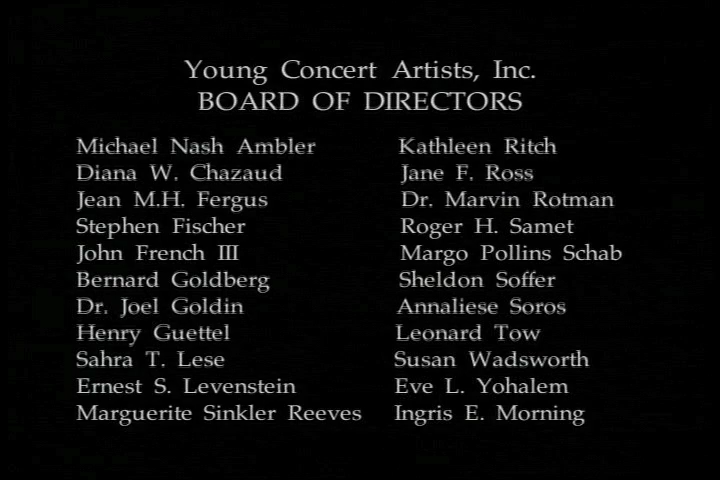 Young Concert Artists, Inc.
BOARD OF DIRECTORS
Michael Nash Ambler
Diana W. Chazaud
Jean M.H. Fergus
Stephen Fischer
John French III
Bernard Goldberg
Dr. Joel Goldin
Henry Guettel
Sahra T. Lese
Ernest S. Levenstein
Marguerite Sinkler Reeves
Kathleen Ritch
Jane F. Ross
Dr. Marvin Rotman
Roger H. Samet
Margo Pollins Schab
Sheldon Soffer
Annaliese Soros
Leonard Tow
Susan Wadsworth
Eve L. Yohalem
Ingris E. Morning